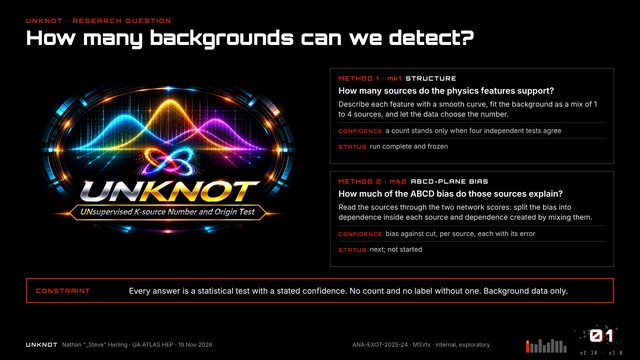 UNKNOT · RESEARCH QUESTION
How many backgrounds can we detect?
UNKNOT
UNsupervised K-source Number and Origin Test
METHOD 1 · mk1 STRUCTURE
How many sources do the physics features support?
Describe each feature with a smooth curve, fit the background as a mix of 1
to 4 sources, and let the data choose the number.
CONFIDENCE a count stands only when four independent tests agree
STATUS run complete and frozen
METHOD 2 · mk2 ABCD-PLANE BIAS
How much of the ABCD bias do those sources explain?
Read the sources through the two network scores: split the bias into
dependence inside each source and dependence created by mixing them.
CONFIDENCE bias against cut, per source, each with its error
STATUS next; not started
CONSTRAINT Every answer is a statistical test with a stated confidence. No count and no label without one. Background data only.
UNKNOT Nathan "_Steve" Herling · UA ATLAS HEP · 19 Nov 2026
ANA-EXOT-2025-24 · MSVtx · internal, exploratory
01
of 10 · v1.0